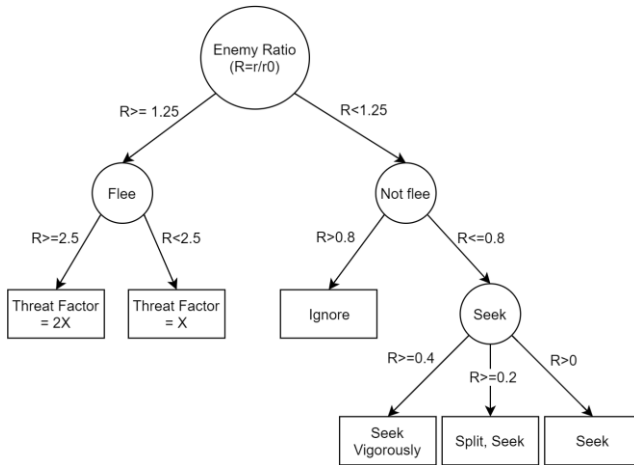 Enemy Ratio
(R=r/r0)
R>= 1.25
R<1.25
Flee
Not flee
R>=2.5
R<2.5
R>0.8
R<=0.8
Threat Factor
= 2X
Threat Factor
= X
Ignore
Seek
R>=0.4
R>=0.2
R>0
Seek
Vigorously
Split, Seek
Seek